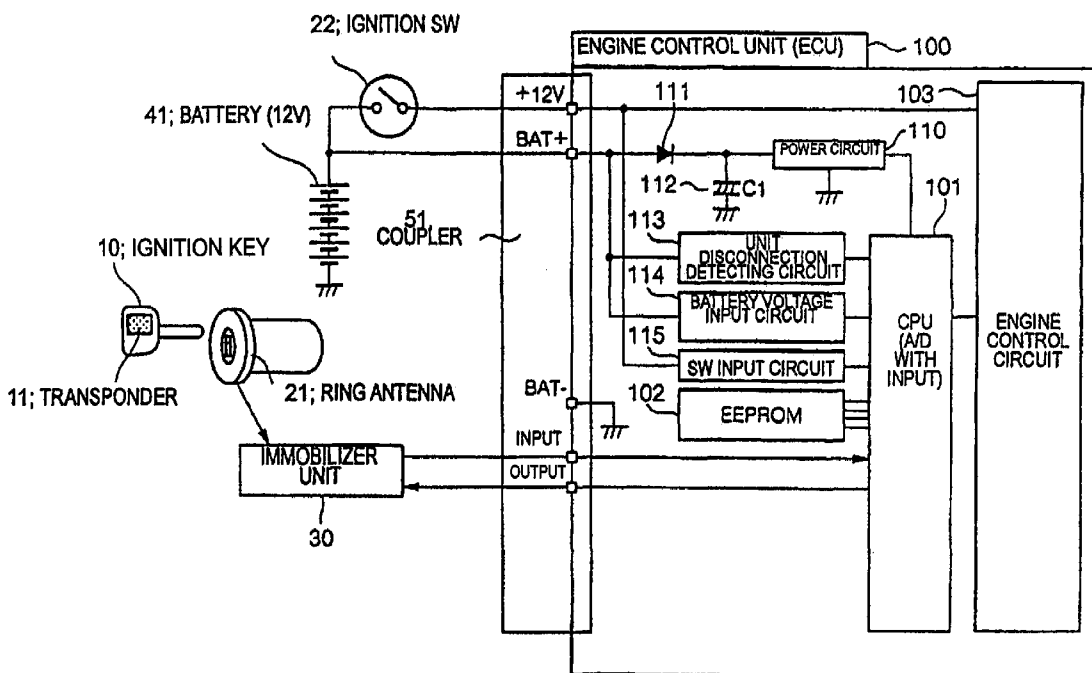 22; IGNITION SW
ENGINE CONTROL UNIT (ECU)
100
41; BATTERY (12V)
+12V
111
103
BAT+
POWER CIRCUIT
110
112
C1
101
51,
COUPLER
113
UNIT
DISCONNECTION
DETECTING CIRCUIT
10; IGNITION KEY
114
BATTERY VOLTAGE
INPUT CIRCUIT
CPU
(A/D
WITH
INPUT)
ENGINE
CONTROL
CIRCUIT
115
SW INPUT CIRCUIT
11; TRANSPONDER
21; RING ANTENNA
BAT-
102
EEPROM
INPUT
IMMOBILIZER
UNIT
OUTPUT
30